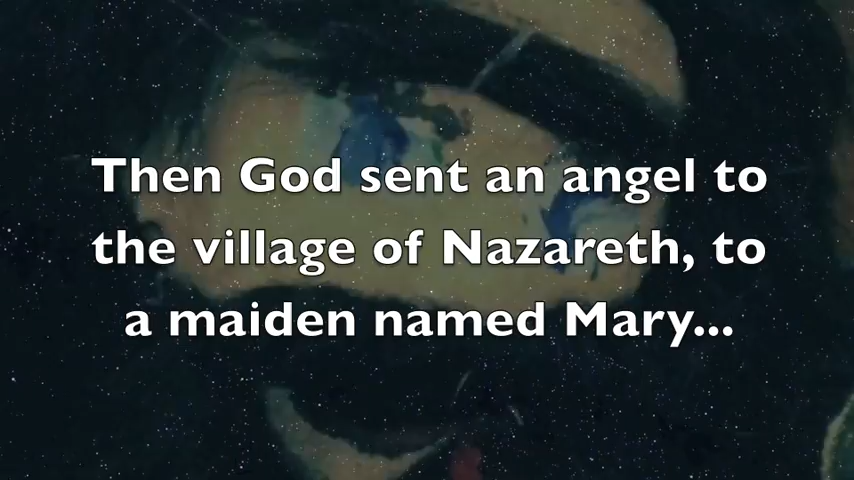 Then God sent an angel to
the village of Nazareth, to
a maiden named Mary...